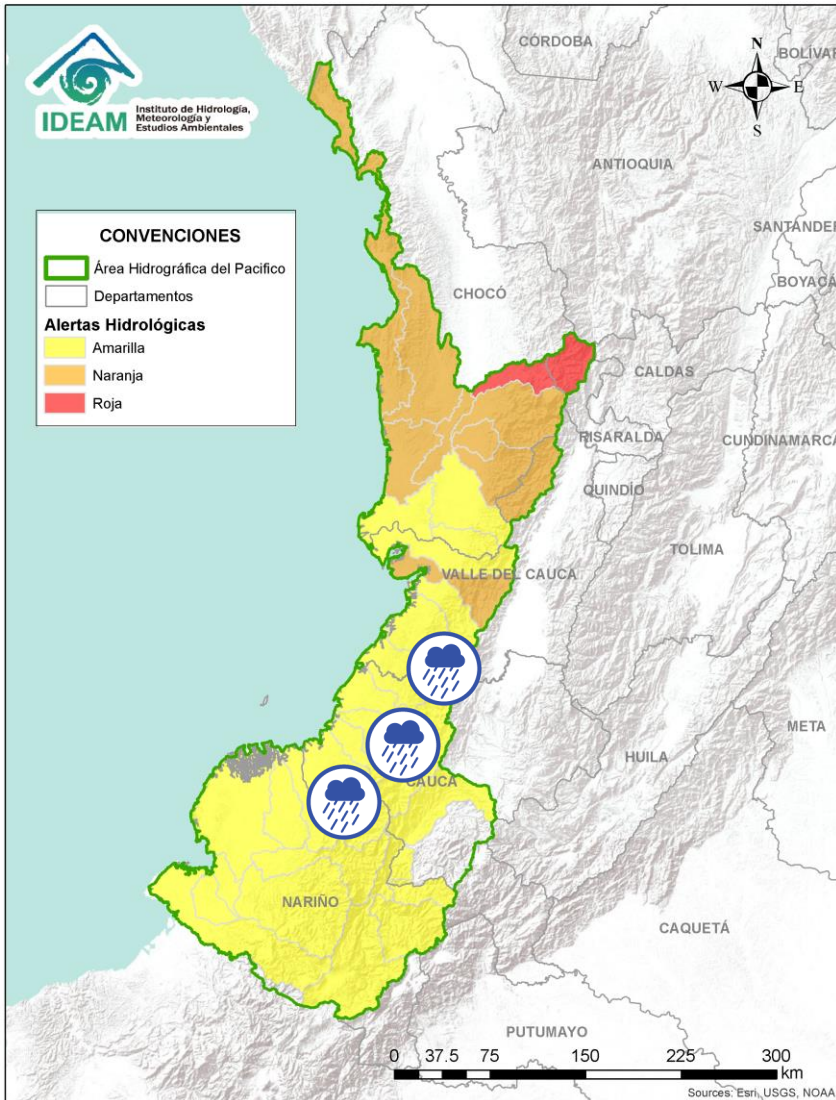 IDEAM
Instituto de Hidrología,
Meteorología y
Estudios Ambientales
CÓRDOBA
BOLÍVAR
N
W
E
S
ANTIOQUIA
SANTANDER
BOYACÁ
CONVENCIONES
Área Hidrográfica del Pacifico
Departamentos
Alertas Hidrológicas
Amarilla
Naranja
Roja
CHOCÓ
CALDAS
RISARALDA
CUNDINAMARCA
QUINDÍO
TOLIMA
VALLE DEL CAUCA
META
HUILA
CAUCA
NARIÑO
CAQUETÁ
PUTUMAYO
0 37.5 75 150 225 300
km
Sources: Esri, USGS, NOAA